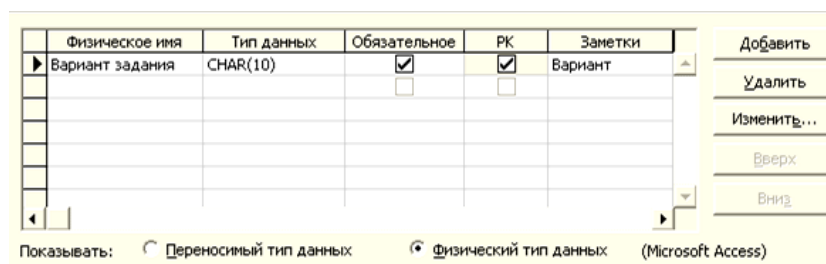 Физическое имя Тип данных Обязательное PK Заметки Добавить
Вариант задания CHAR(10) Вариант
Удалить
Изменить...
Вверх
Вниз
Показывать: Переносимый тип данных Физический тип данных (Microsoft Access)